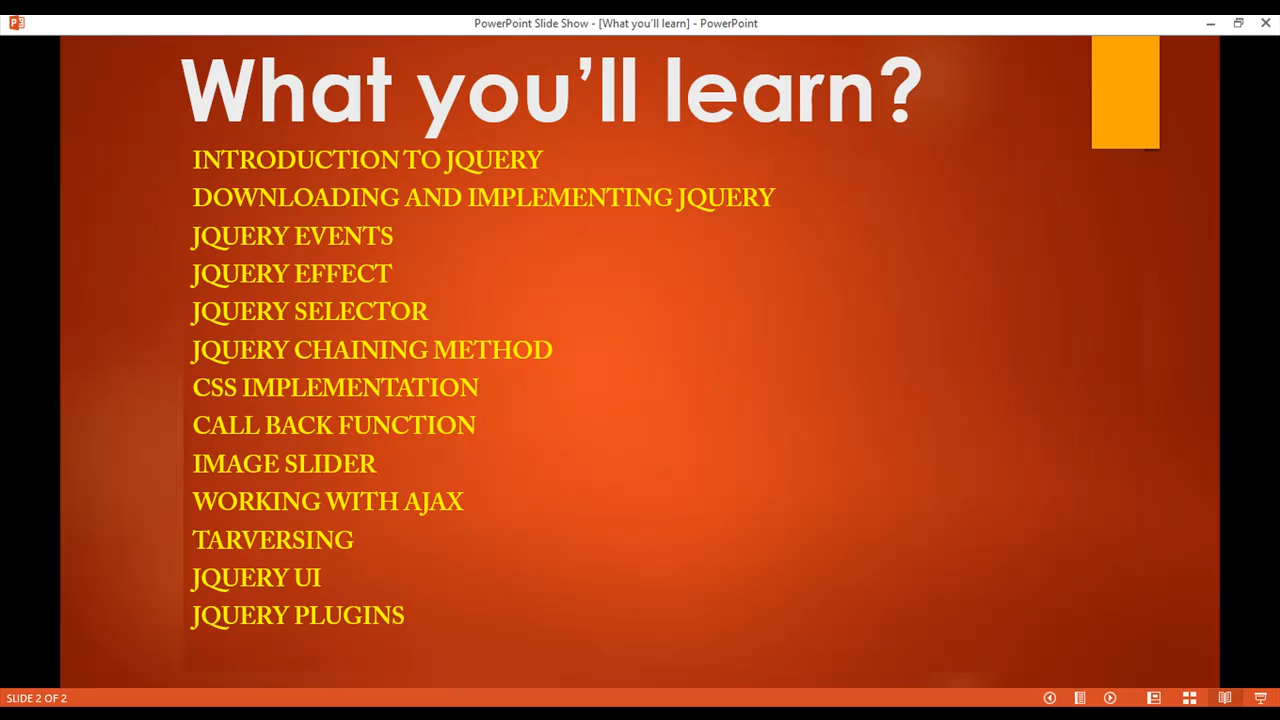 PowerPoint Slide Show - [What you'll learn] - PowerPoint
What you’ll learn?
INTRODUCTION TO JQUERY
DOWNLOADING AND IMPLEMENTING JQUERY
JQUERY EVENTS
JQUERY EFFECT
JQUERY SELECTOR
JQUERY CHAINING METHOD
CSS IMPLEMENTATION
CALL BACK FUNCTION
IMAGE SLIDER
WORKING WITH AJAX
TARVERSING
JQUERY UI
JQUERY PLUGINS
SLIDE 2 OF 2